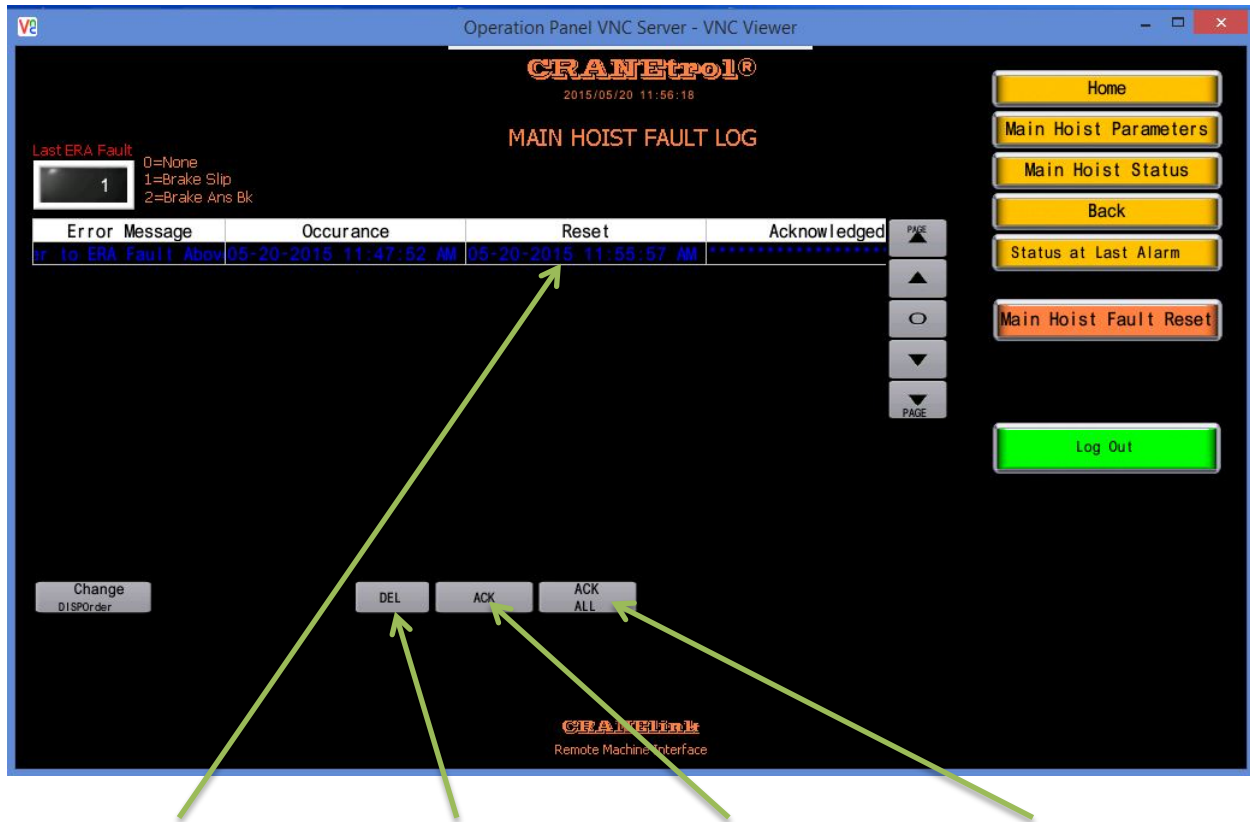 Operation Panel VNC Server - VNC Viewer
CRANEtrol®
2015/05/20 11:56:18
MAIN HOIST FAULT LOG
Last ERA Fault
1
0=None
1=Brake Slip
2=Brake Ans Bk
Error Message Occurance Reset Acknowledged
to ERA Fault Abov 05-20-2015 11:47:52 AM 05-20-2015 11:55:57 AM ********************
PAGE
O
PAGE
Home
Main Hoist Parameters
Main Hoist Status
Back
Status at Last Alarm
Main Hoist Fault Reset
Log Out
Change
DISPOrder
DEL
ACK
ACK
ALL
CRANElink
Remote Machine Interface